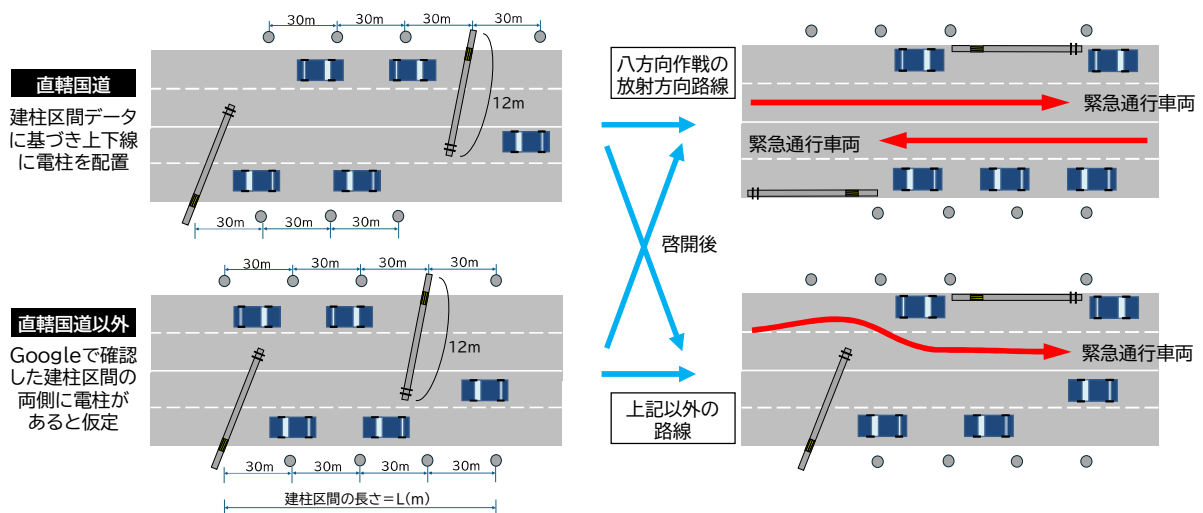 30m 30m 30m 30m
直轄国道
建柱区間データ
に基づき上下線
に電柱を配置
12m
30m 30m 30m
八方向作戦の
放射方向路線
緊急通行車両
緊急通行車両
啓開後
30m 30m 30m 30m
直轄国道以外
Googleで確認
した建柱区間の
両側に電柱が
あると仮定
12m
30m 30m 30m 30m
建柱区間の長さ=L(m)
上記以外の
路線
緊急通行車両